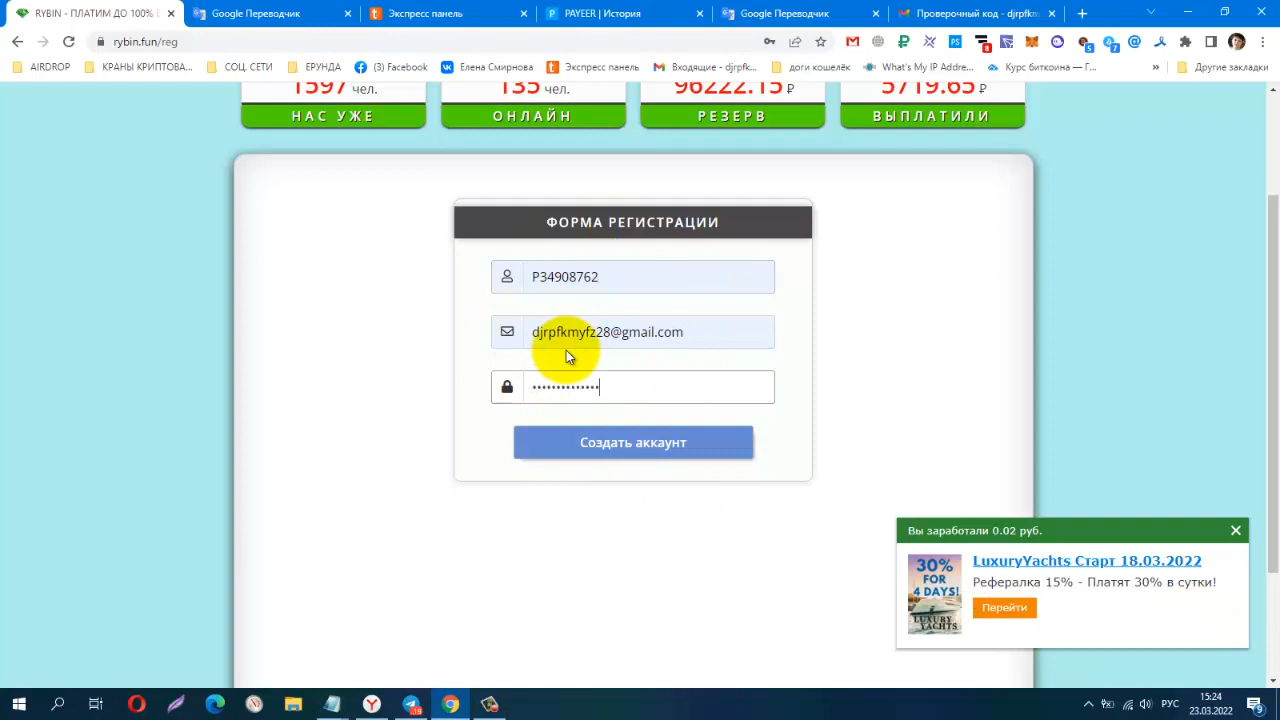 RYBIN - ПЛАТИМ ДО 100% Е
Google Переводчик
Экспресс панель
PAYEER | История
Google Переводчик
Проверочный код - djrpfkm
rybin.fun/reg
AIRDROP
КРАНЫ КРИПТОВА...
СОЦ. СЕТИ
ЕРУНДА
(3) Facebook
Елена Смирнова
Экспресс панель
Входящие - djrpfk...
доги кошелёк
What's My IP Addre...
Курс биткоина — Г...
»
Другие закладки
1597 чел.
135 чел.
96222.15 ₽
5719.65 ₽
НАС УЖЕ
ОНЛАЙН
РЕЗЕРВ
ВЫПЛАТИЛИ
ФОРМА РЕГИСТРАЦИИ
P34908762
djrpfkmyfz28@gmail.com
••••••••••••••
Создать аккаунт
Вы заработали 0.02 руб.
30% FOR 4 DAYS!
LUXURY YACHTS
LuxuryYachts Старт 18.03.2022
Рефералка 15% - Платят 30% в сутки!
Перейти
РУС
15:24
23.03.2022